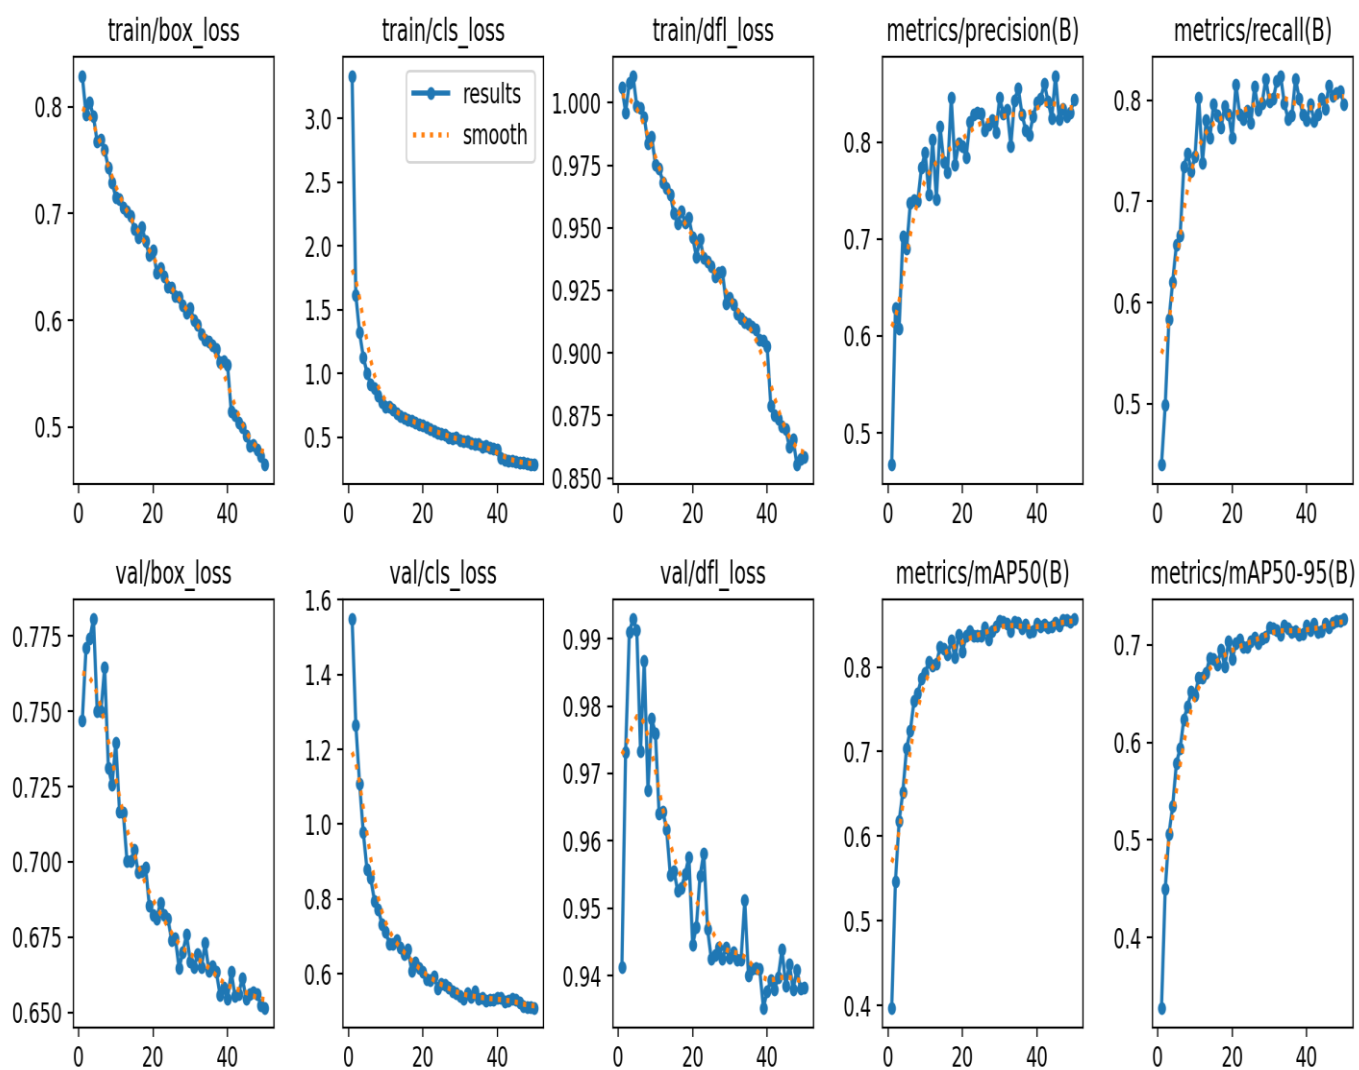 train/box_loss
train/cls_loss
train/dfl_loss
metrics/precision(B)
metrics/recall(B)
0.8
0.7
0.6
0.5
0 20 40
results
smooth
3.0
2.5
2.0
1.5
1.0
0.5
0 20 40
1.000
0.975
0.950
0.925
0.900
0.875
0.850
0 20 40
0.8
0.7
0.6
0.5
0 20 40
0.8
0.7
0.6
0.5
0 20 40
val/box_loss
val/cls_loss
val/dfl_loss
metrics/mAP50(B)
metrics/mAP50-95(B)
0.775
0.750
0.725
0.700
0.675
0.650
0 20 40
1.6
1.4
1.2
1.0
0.8
0.6
0 20 40
0.99
0.98
0.97
0.96
0.95
0.94
0 20 40
0.8
0.7
0.6
0.5
0.4
0 20 40
0.7
0.6
0.5
0.4
0 20 40